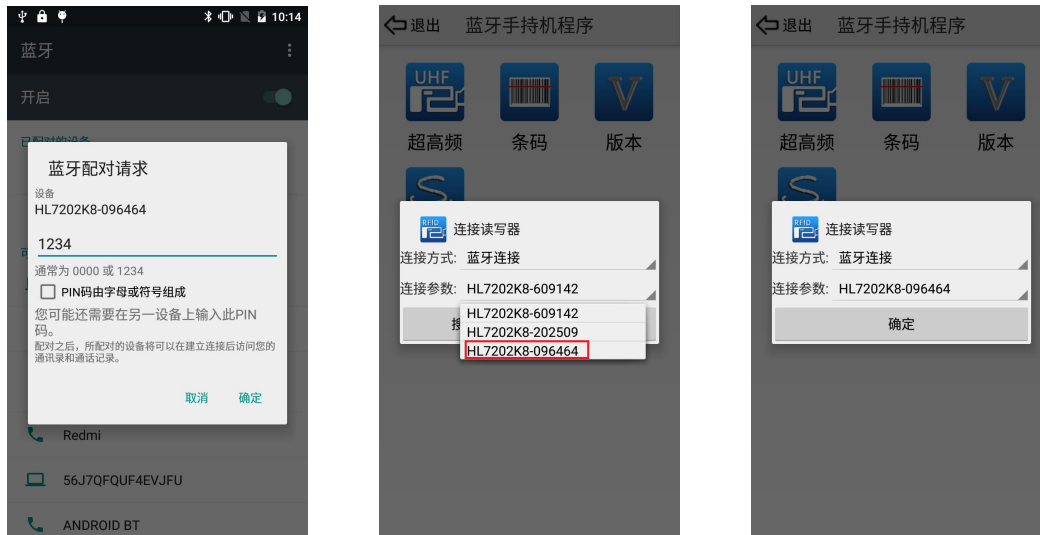 10:14
蓝牙
开启
已配对的设备
蓝牙配对请求
设备
HL7202K8-096464
1234
通常为 0000 或 1234
PIN码由字母或符号组成
您可能还需要在另一设备上输入此PIN
码。
配对之后，所配对的设备将可以在建立连接后访问您的
通讯录和通话记录。
取消 确定
Redmi
56J7QFQUF4EVJFU
ANDROID BT
退出 蓝牙手持机程序
UHF
V
超高频 条码 版本
S
RFID
连接读写器
连接方式: 蓝牙连接
连接参数: HL7202K8-609142
HL7202K8-609142
HL7202K8-202509
HL7202K8-096464
退出 蓝牙手持机程序
UHF
V
超高频 条码 版本
S
RFID
连接读写器
连接方式: 蓝牙连接
连接参数: HL7202K8-096464
确定